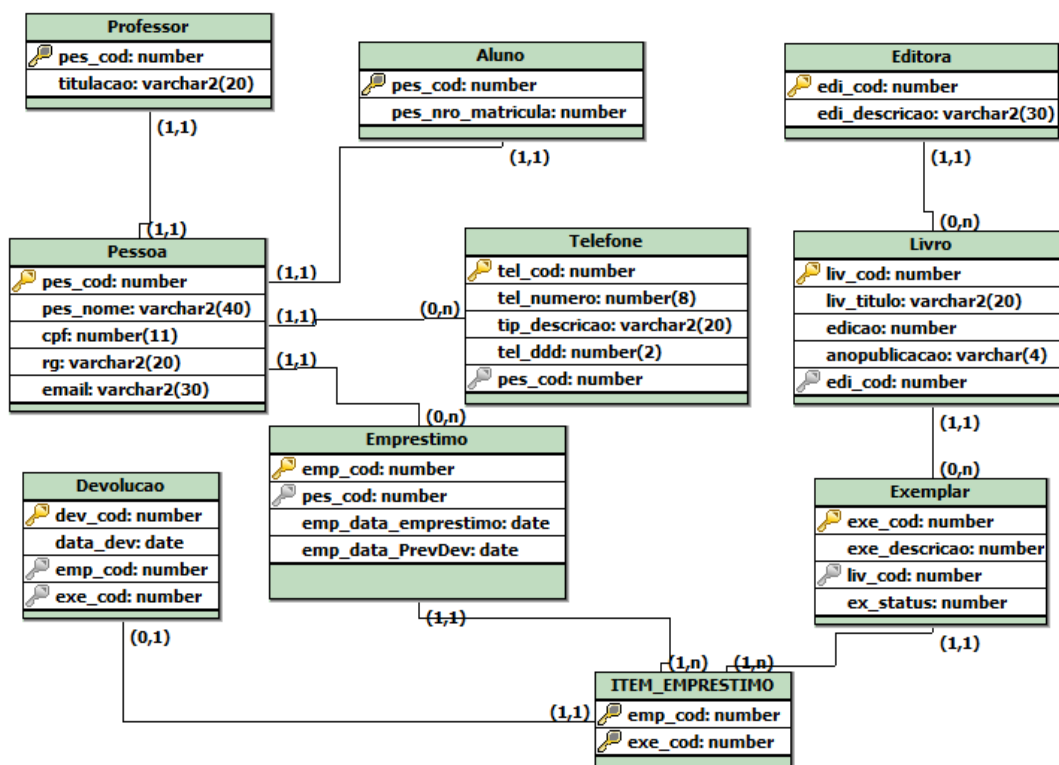 Professor
pes_cod: number
titulacao: varchar2(20)
(1,1)
Aluno
pes_cod: number
pes_nro_matricula: number
(1,1)
Editora
edi_cod: number
edi_descricao: varchar2(30)
(1,1)
(1,1)
Pessoa
pes_cod: number
pes_nome: varchar2(40)
cpf: number(11)
rg: varchar2(20)
email: varchar2(30)
(1,1)
(1,1)
(1,1)
(0,n)
Telefone
tel_cod: number
tel_numero: number(8)
tip_descricao: varchar2(20)
tel_ddd: number(2)
pes_cod: number
(0,n)
Livro
liv_cod: number
liv_titulo: varchar2(20)
edicao: number
anopublicacao: varchar(4)
edi_cod: number
(1,1)
(0,n)
Emprestimo
emp_cod: number
pes_cod: number
emp_data_emprestimo: date
emp_data_PrevDev: date
(1,1)
Devolucao
dev_cod: number
data_dev: date
emp_cod: number
exe_cod: number
(0,1)
(0,n)
Exemplar
exe_cod: number
exe_descricao: number
liv_cod: number
ex_status: number
(1,1)
(1,n)
(1,n)
(1,1)
ITEM_EMPRESTIMO
emp_cod: number
exe_cod: number